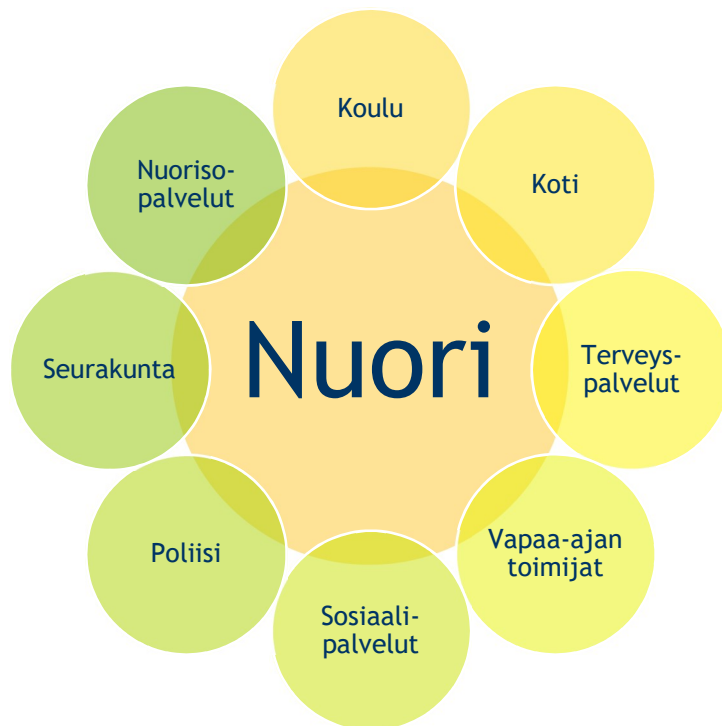 Koulu
Koti
Terveys-
palvelut
Vapaa-ajan
toimijat
Sosiaali-
palvelut
Poliisi
Seurakunta
Nuoriso-
palvelut
Nuori